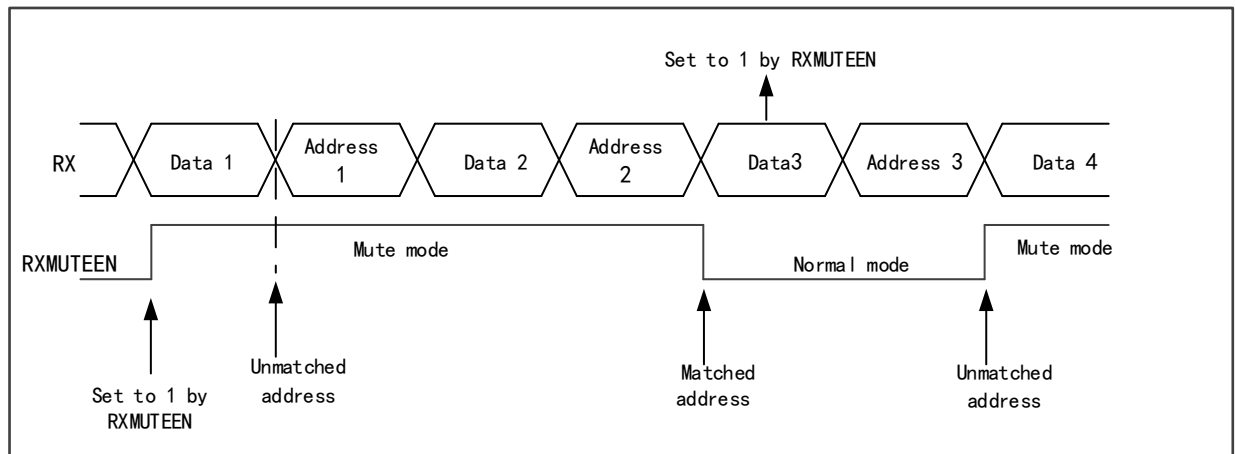 Set to 1 by RXMUTEEN
RX
Data 1
Address
1
Data 2
Address
2
Data3
Address 3
Data 4
RXMUTEEN
Mute mode
Normal mode
Mute mode
Set to 1 by
RXMUTEEN
Unmatched
address
Matched
address
Unmatched
address